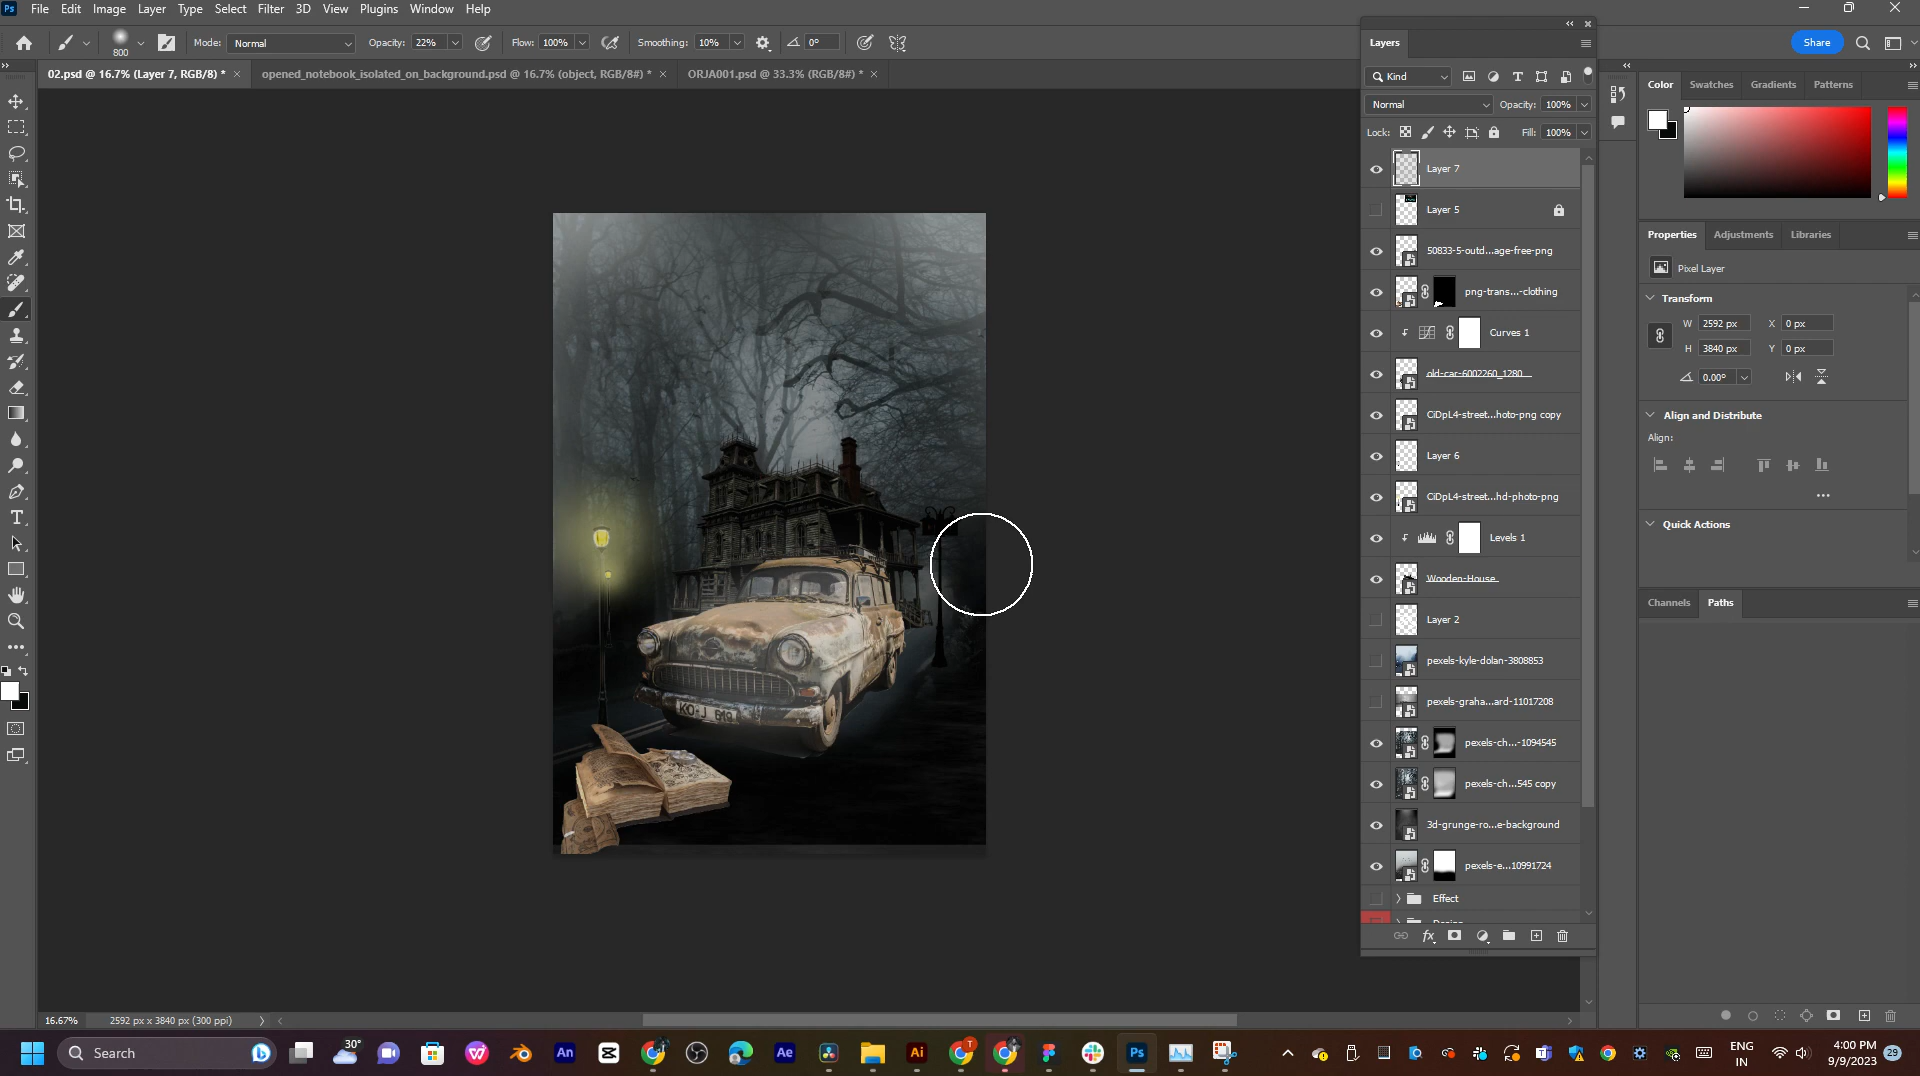 File Edit Image Layer Type Select Filter 3D View Plugins Window Help
800 Mode: Normal Opacity: 22% Flow: 100% Smoothing: 10% 0° Share
02.psd @ 16.7% (Layer 7, RGB/8) * opened_notebook_isolated_on_background.psd @ 16.7% (object, RGB/8#) * ORJA001.psd @ 33.3% (RGB/8#) *
KO-J 619
16.67% 2592 px x 3840 px (300 ppi)
Layers
Kind
Normal Opacity: 100%
Lock: Fill: 100%
Layer 7
Layer 5
50833-5-outd...age-free-png
png-trans...-clothing
Curves 1
old-car-6002260_1280
CiDpL4-street...hoto-png copy
Layer 6
CiDpL4-street...hd-photo-png
Levels 1
Wooden-House
Layer 2
pexels-kyle-dolan-3808853
pexels-graha...ard-11017208
pexels-ch...-1094545
pexels-ch...545 copy
3d-grunge-ro...e-background
pexels-e...10991724
Effect
Color Swatches Gradients Patterns
Properties Adjustments Libraries
Pixel Layer
Transform
W 2592 px X 0 px
H 3840 px Y 0 px
0.00°
Align and Distribute
Align:
Quick Actions
Channels Paths
Search 30° ENG IN 4:00 PM 9/9/2023 29